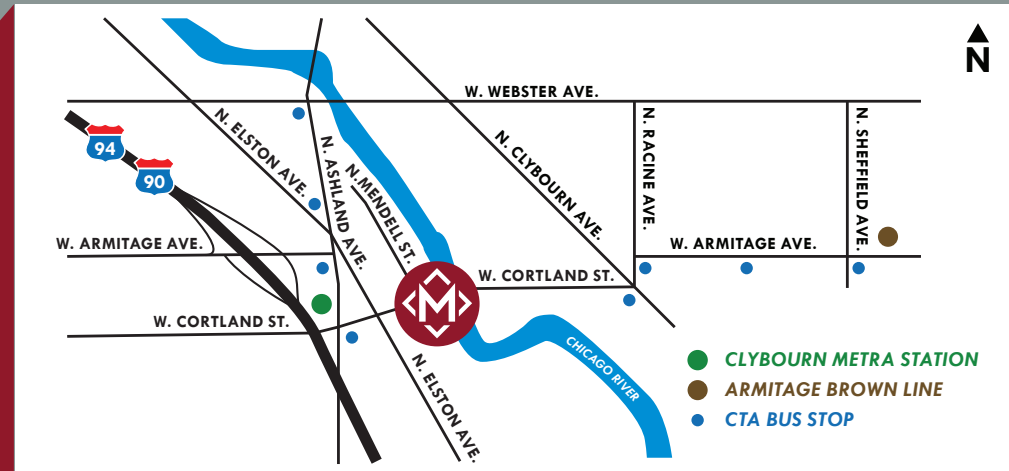 N
W. WEBSTER AVE.
N. ELSTON AVE.
N. ASHLAND AVE.
N.MENDELL ST.
N. CLYBOURN AVE.
N. RACINE AVE.
N. SHEFFIELD AVE.
94
90
W. ARMITAGE AVE.
W. ARMITAGE AVE.
W. CORTLAND ST.
M
W. CORTLAND ST.
N. ELSTON AVE.
CHICAGO RIVER
CLYBOURN METRA STATION
ARMITAGE BROWN LINE
CTA BUS STOP